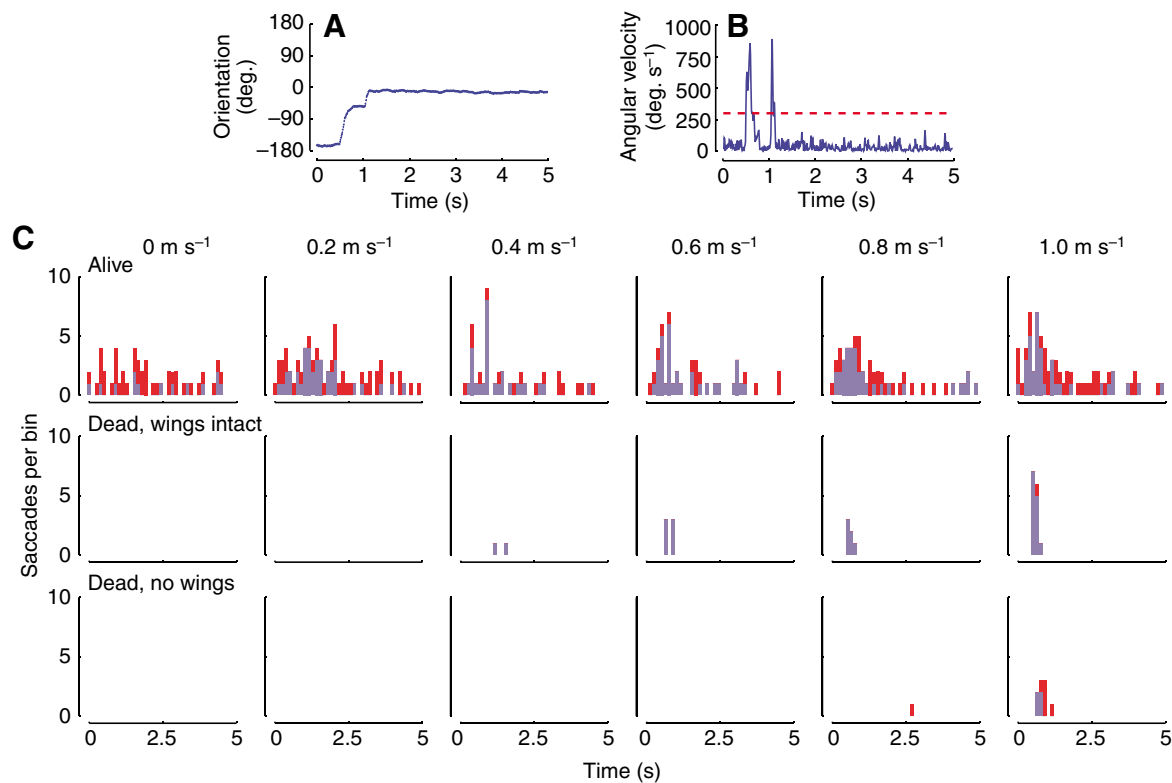 A
Orientation
(deg.)
180
90
0
−90
−180
0 1 2 3 4 5
Time (s)
B
Angular velocity
(deg. s−1)
1000
750
500
250
0
0 1 2 3 4 5
Time (s)
C
0 m s−1 0.2 m s−1 0.4 m s−1 0.6 m s−1 0.8 m s−1 1.0 m s−1
Saccades per bin
Alive
10
5
0
Dead, wings intact
10
5
0
Dead, no wings
10
5
0
0 2.5 5 0 2.5 5 0 2.5 5 0 2.5 5 0 2.5 5 0 2.5 5
Time (s)